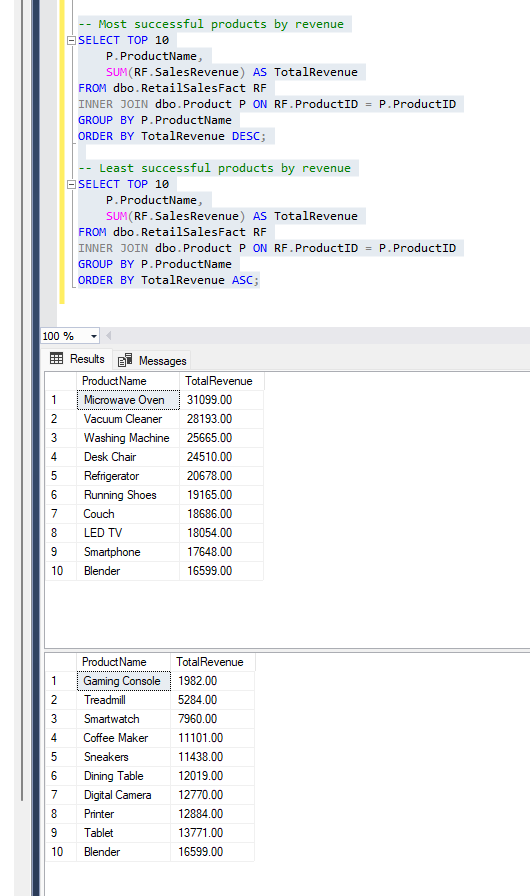 -- Most successful products by revenue
SELECT TOP 10
P.ProductName,
SUM(RF.SalesRevenue) AS TotalRevenue
FROM dbo.RetailSalesFact RF
INNER JOIN dbo.Product P ON RF.ProductID = P.ProductID
GROUP BY P.ProductName
ORDER BY TotalRevenue DESC;
-- Least successful products by revenue
SELECT TOP 10
P.ProductName,
SUM(RF.SalesRevenue) AS TotalRevenue
FROM dbo.RetailSalesFact RF
INNER JOIN dbo.Product P ON RF.ProductID = P.ProductID
GROUP BY P.ProductName
ORDER BY TotalRevenue ASC;
100 %
Results Messages
ProductName TotalRevenue
1 Microwave Oven 31099.00
2 Vacuum Cleaner 28193.00
3 Washing Machine 25665.00
4 Desk Chair 24510.00
5 Refrigerator 20678.00
6 Running Shoes 19165.00
7 Couch 18686.00
8 LED TV 18054.00
9 Smartphone 17648.00
10 Blender 16599.00
ProductName TotalRevenue
1 Gaming Console 1982.00
2 Treadmill 5284.00
3 Smartwatch 7960.00
4 Coffee Maker 11101.00
5 Sneakers 11438.00
6 Dining Table 12019.00
7 Digital Camera 12770.00
8 Printer 12884.00
9 Tablet 13771.00
10 Blender 16599.00